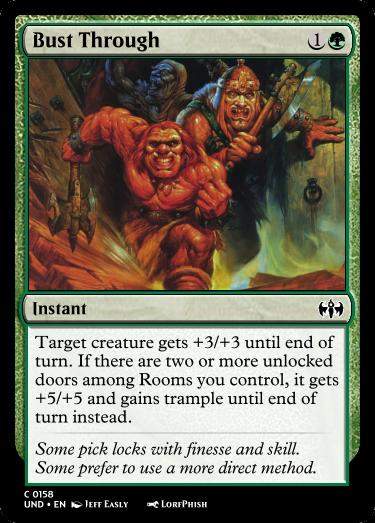 Bust Through 1
Instant
Target creature gets +3/+3 until end of
turn. If there are two or more unlocked
doors among Rooms you control, it gets
+5/+5 and gains trample until end of
turn instead.
Some pick locks with finesse and skill.
Some prefer to use a more direct method.
C 0158
UND • EN Jeff Easly LorfPhish